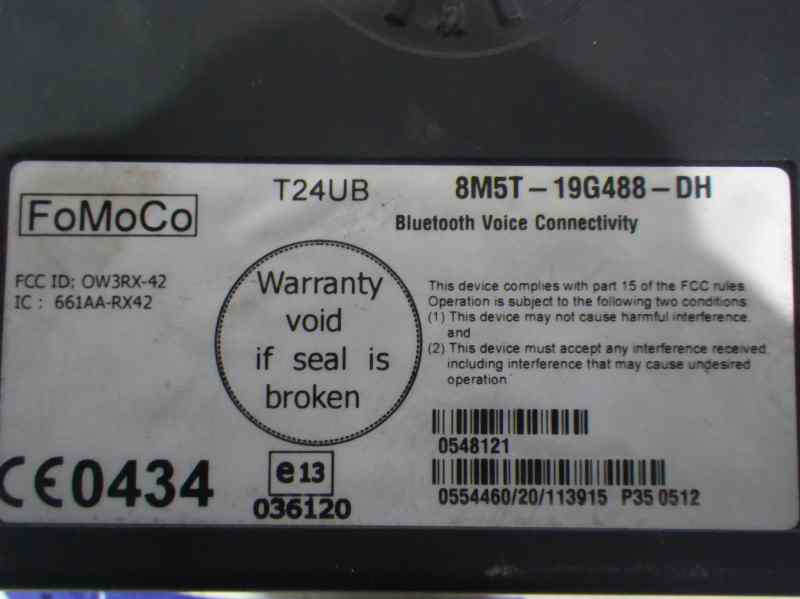 T24UB
8M5T-19G488-DH
FoMoCo
Bluetooth Voice Connectivity
FCC ID: OW3RX-42
IC : 661AA-RX42
Warranty
void
if seal is
broken
This device complies with part 15 of the FCC rules.
Operation is subject to the following two conditions
(1) This device may not cause harmful interference.
and
(2) This device must accept any interference received
including interference that may cause undesired
operation
0548121
CE0434
e13
036120
0554460/20/113915 P35 0512